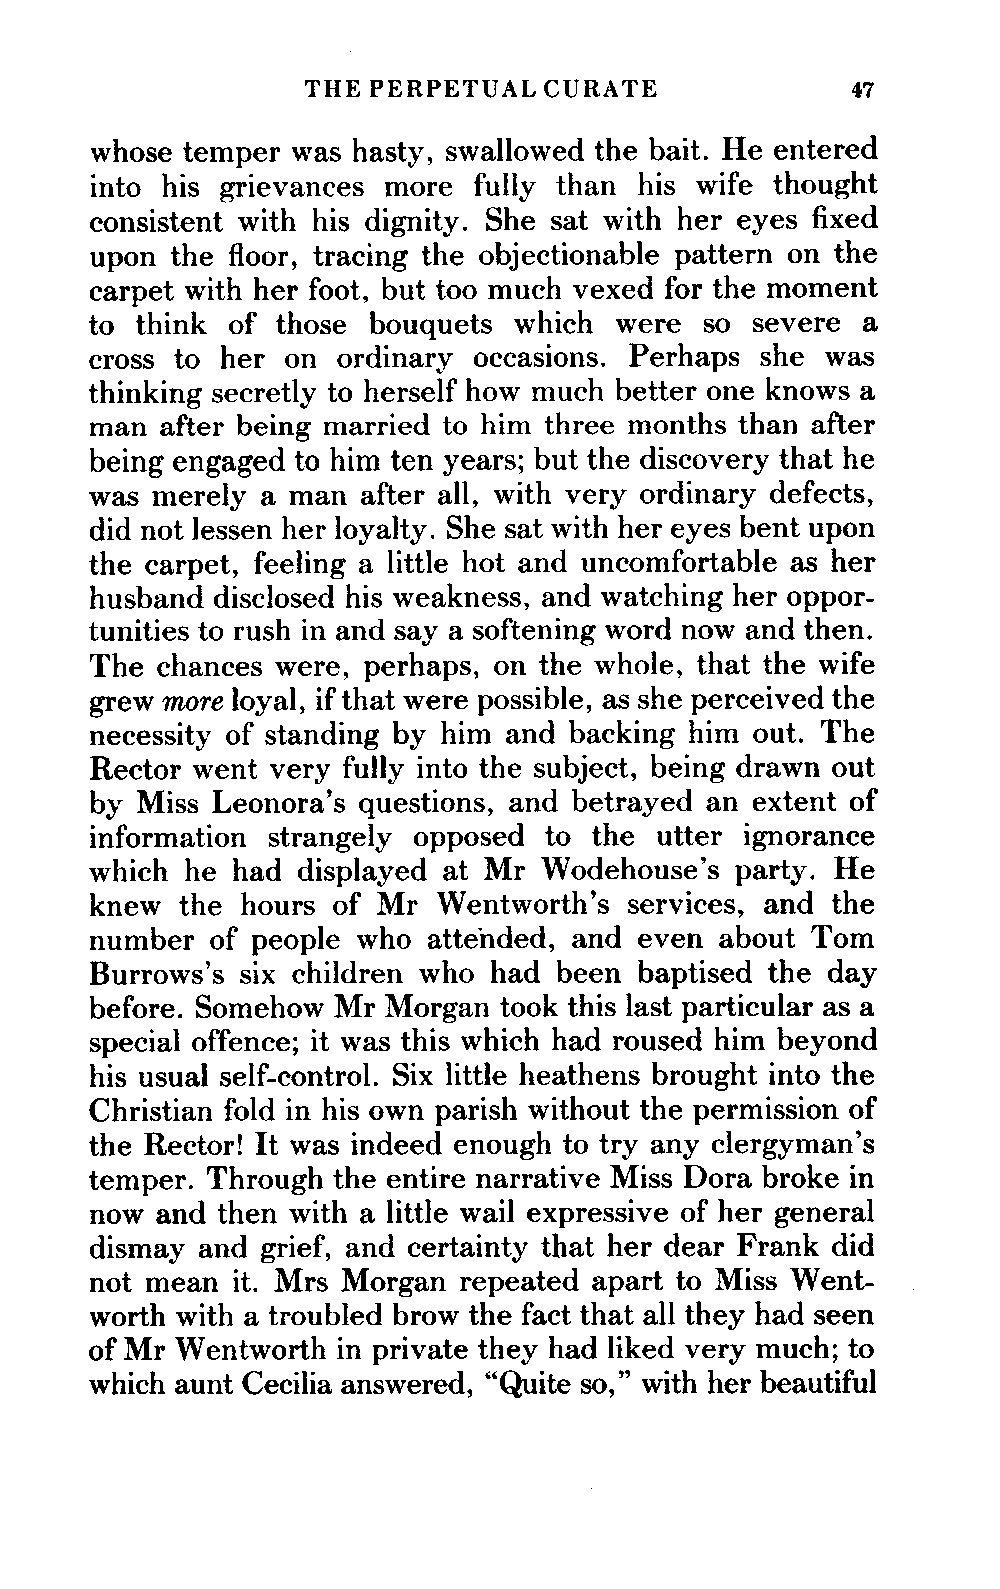 THE PERPETUAL CURATE 47
whose temper was hasty, swallowed the bait. He entered
into his grievances more fully than his wife thought
consistent with his dignity. She sat with her eyes fixed
upon the floor, tracing the objectionable pattern on the
carpet with her foot, but too much vexed for the moment
to think of those bouquets which were so severe a
cross to her on ordinary occasions. Perhaps she was
thinking secretly to herself how much better one knows a
man after being married to him three months than after
being engaged to him ten years; but the discovery that he
was merely a man after all, with very ordinary defects,
did not lessen her loyalty. She sat with her eyes bent upon
the carpet, feeling a little hot and uncomfortable as her
husband disclosed his weakness, and watching her oppor-
tunities to rush in and say a softening word now and then.
The chances were, perhaps, on the whole, that the wife
grew more loyal, if that were possible, as she perceived the
necessity of standing by him and backing him out. The
Rector went very fully into the subject, being drawn out
by Miss Leonora's questions, and betrayed an extent of
information strangely opposed to the utter ignorance
which he had displayed at Mr Wodehouse's party. He
knew the hours of Mr Wentworth's services, and the
number of people who attended, and even about Tom
Burrows's six children who had been baptised the day
before. Somehow Mr Morgan took this last particular as a
special offence; it was this which had roused him beyond
his usual self-control. Six little heathens brought into the
Christian fold in his own parish without the permission of
the Rector! It was indeed enough to try any clergyman's
temper. Through the entire narrative Miss Dora broke in
now and then with a little wail expressive of her general
dismay and grief, and certainty that her dear Frank did
not mean it. Mrs Morgan repeated apart to Miss Went-
worth with a troubled brow the fact that all they had seen
of Mr Wentworth in private they had liked very much; to
which aunt Cecilia answered, “Quite so,” with her beautiful